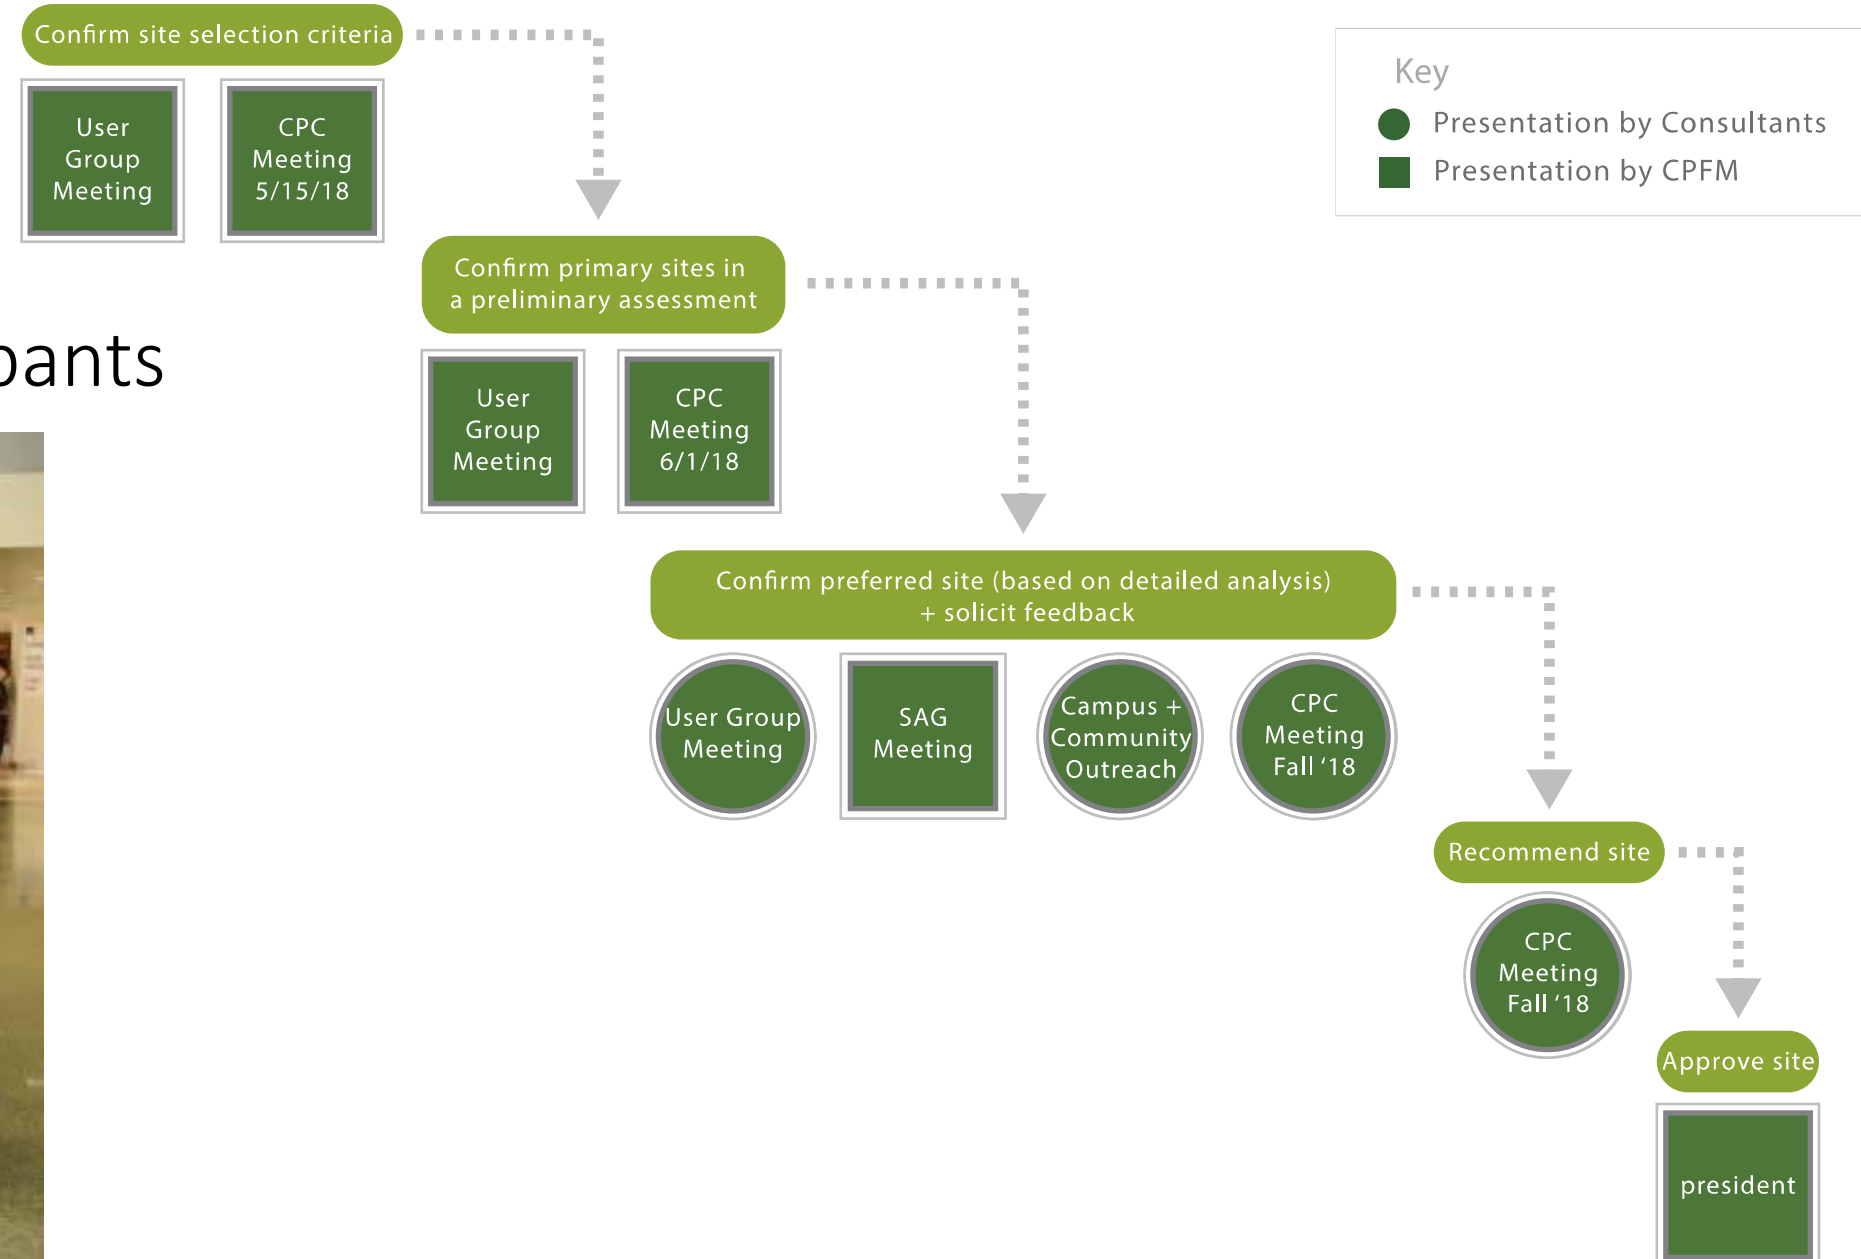 Confirm site selection criteria
User
Group
Meeting
CPC
Meeting
5/15/18
Key
Presentation by Consultants
Presentation by CPFM
Confirm primary sites in
a preliminary assessment
User
Group
Meeting
CPC
Meeting
6/1/18
Confirm preferred site (based on detailed analysis)
+ solicit feedback
User Group
Meeting
SAG
Meeting
Campus +
Community
Outreach
CPC
Meeting
Fall ‘18
Recommend site
CPC
Meeting
Fall ‘18
Approve site
president